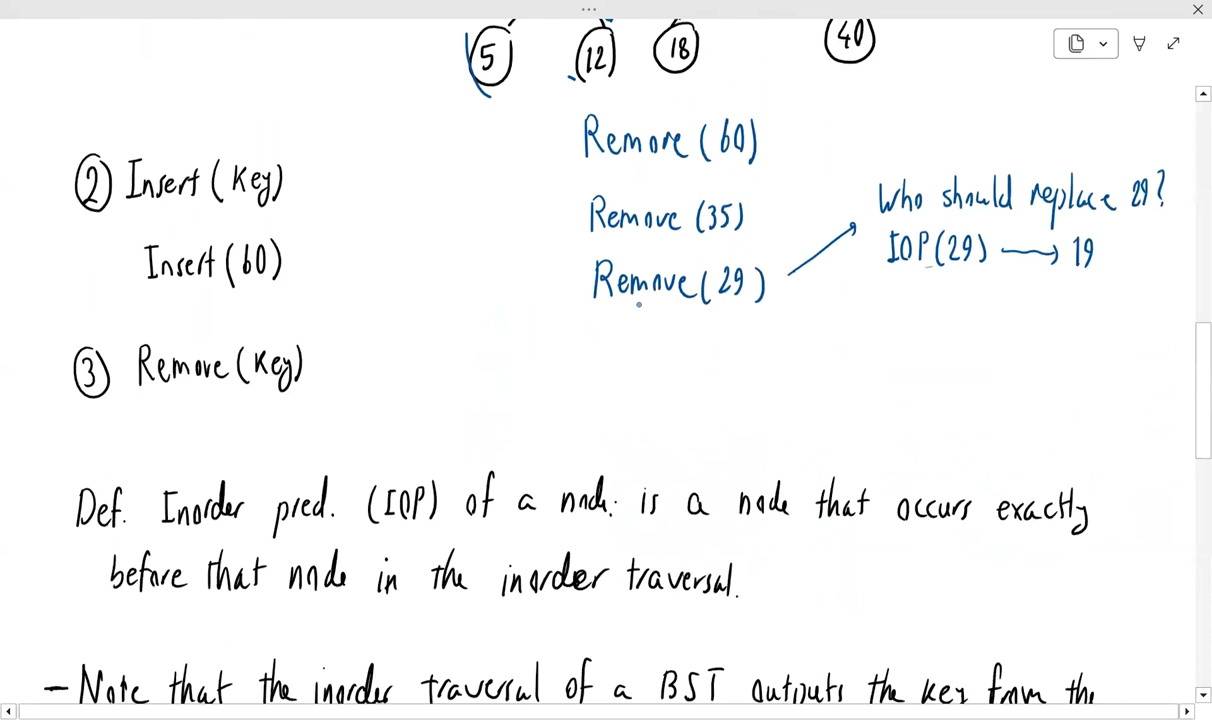 5 12 18 40
Remove (60)
② Insert (Key)
Remove (35)
Who should replace 29?
Insert (60)
IOP (29) → 19
Remove (29)
③ Remove (Key)
Def. Inorder pred. (IOP) of a node: is a node that occurs exactly
before that node in the inorder traversal.
- Note that the inorder traversal of a BST outputs the key from the